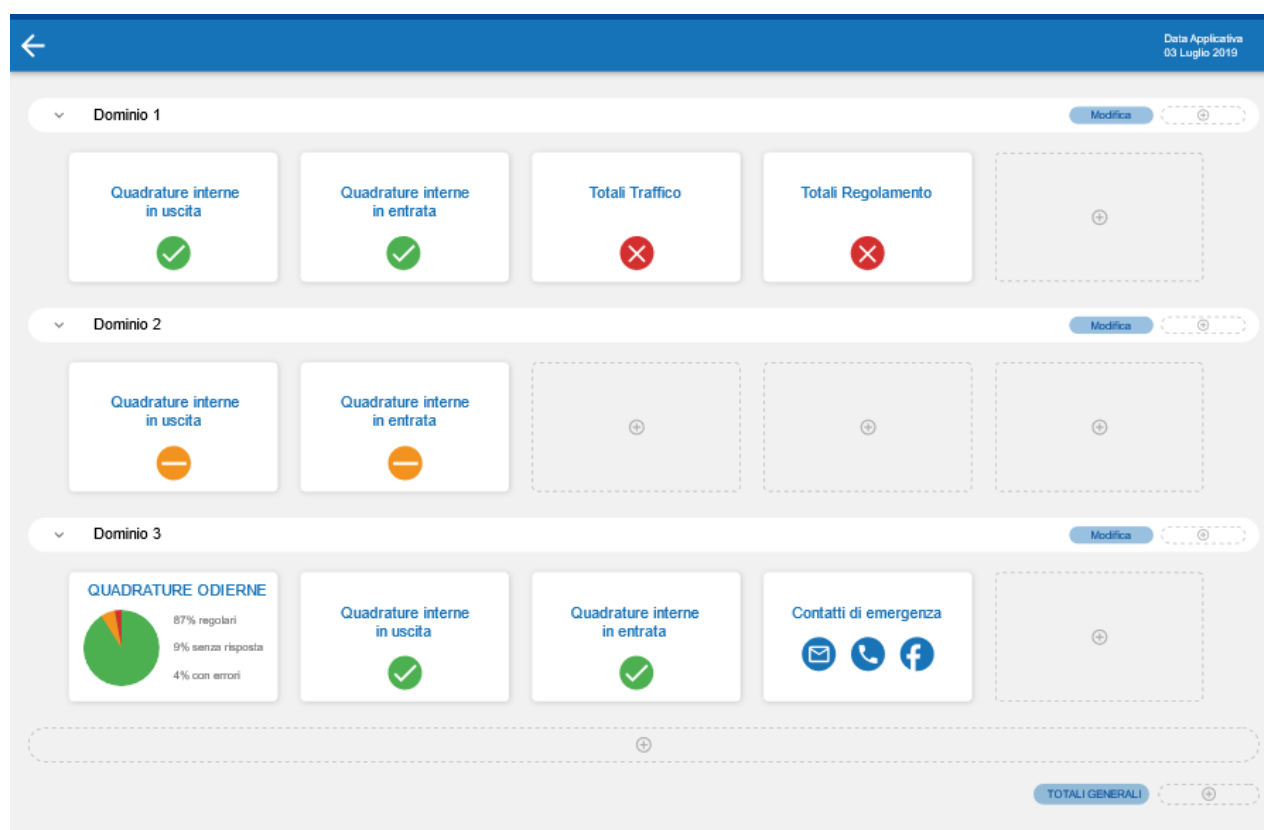 Data Applicativa
03 Luglio 2019
Dominio 1
Modifica
Quadrature interne
in uscita
Quadrature interne
in entrata
Totali Traffico
Totali Regolamento
Dominio 2
Modifica
Quadrature interne
in uscita
Quadrature interne
in entrata
Dominio 3
Modifica
QUADRATURE ODIERNE
87% regolari
9% senza risposta
4% con errori
Quadrature interne
in uscita
Quadrature interne
in entrata
Contatti di emergenza
TOTALI GENERALI